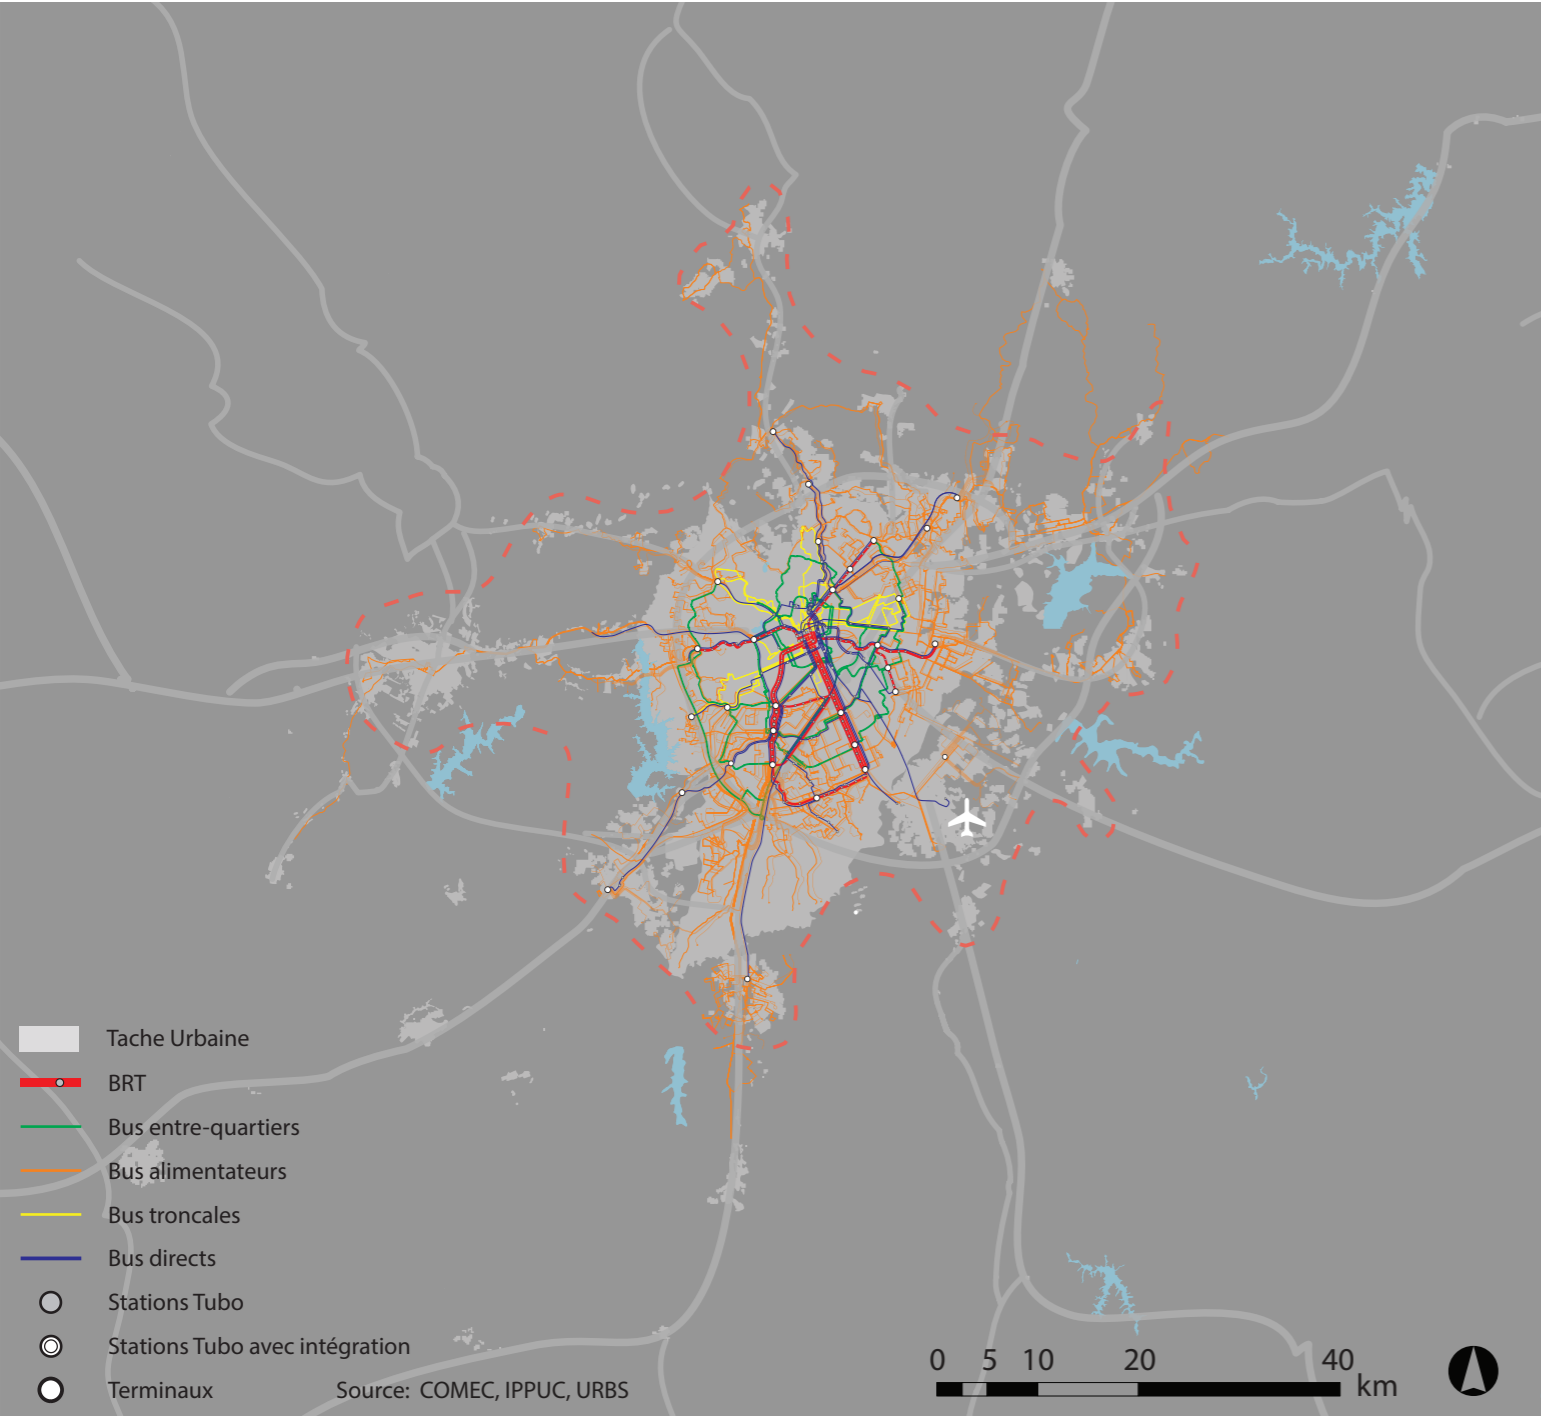 Tache Urbaine
BRT
Bus entre-quartiers
Bus alimentateurs
Bus troncales
Bus directs
Stations Tubo
Stations Tubo avec intégration
Terminaux
Source: COMEC, IPPUC, URBS
0 5 10 20 40
km